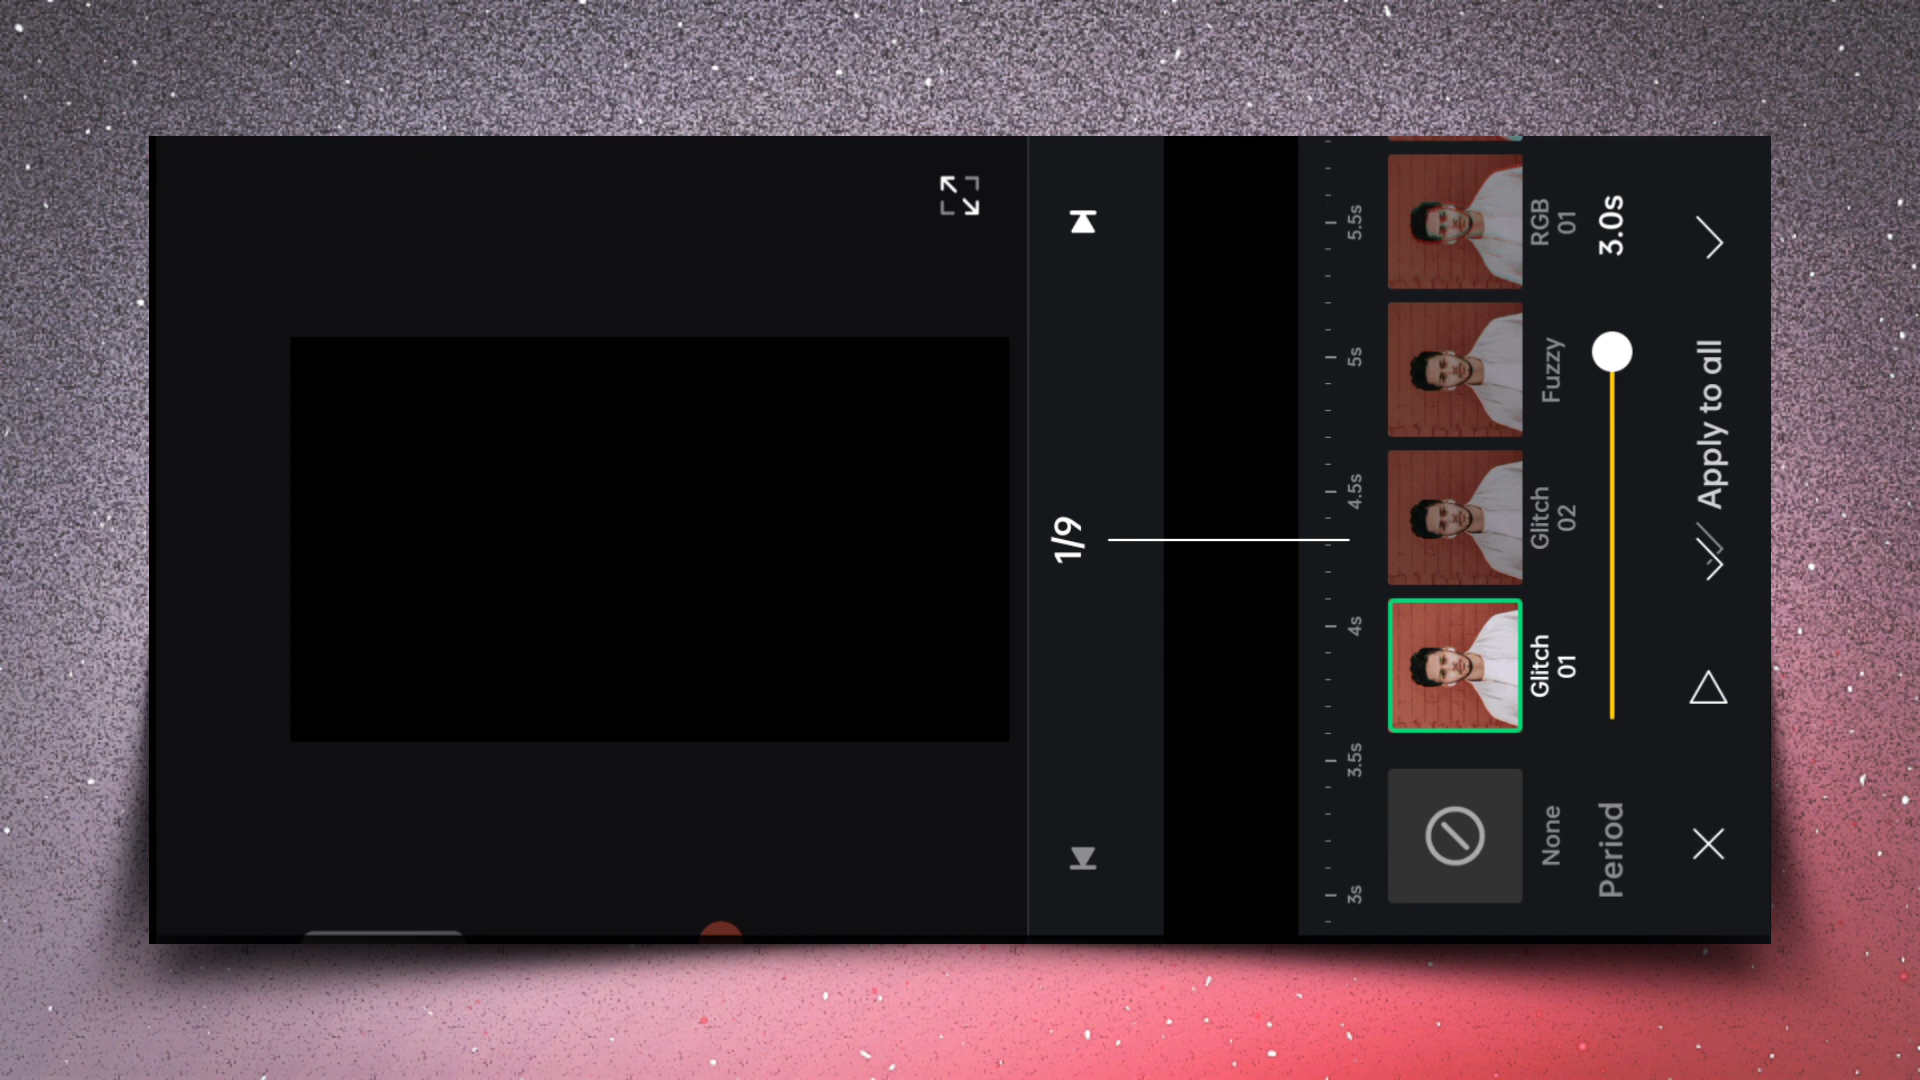 1/9
3s
3.5s
4s
4.5s
5s
5.5s
None
Glitch
01
Glitch
02
Fuzzy
RGB
01
Period
3.0s
Apply to all